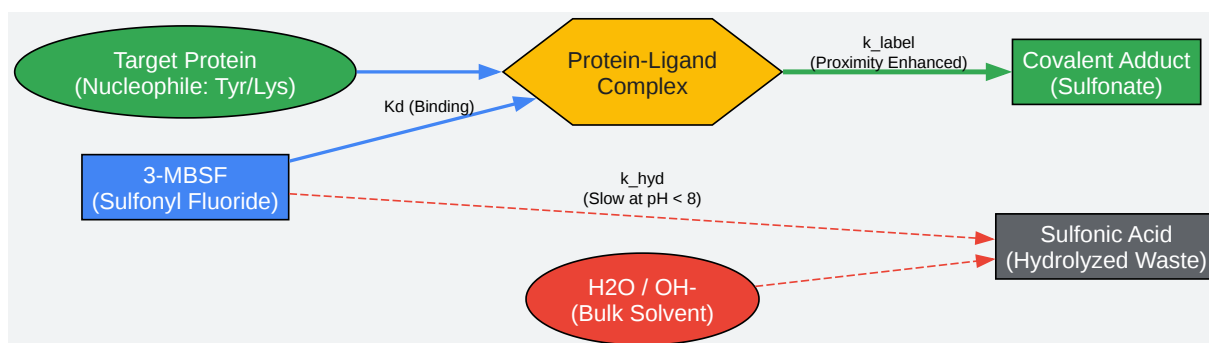 Target Protein
(Nucleophile: Tyr/Lys)
Protein-Ligand
Complex
k_label
(Proximity Enhanced)
Covalent Adduct
(Sulfonate)
Kd (Binding)
3-MBSF
(Sulfonyl Fluoride)
k_hyd
(Slow at pH < 8)
Sulfonic Acid
(Hydrolyzed Waste)
H2O / OH-
(Bulk Solvent)